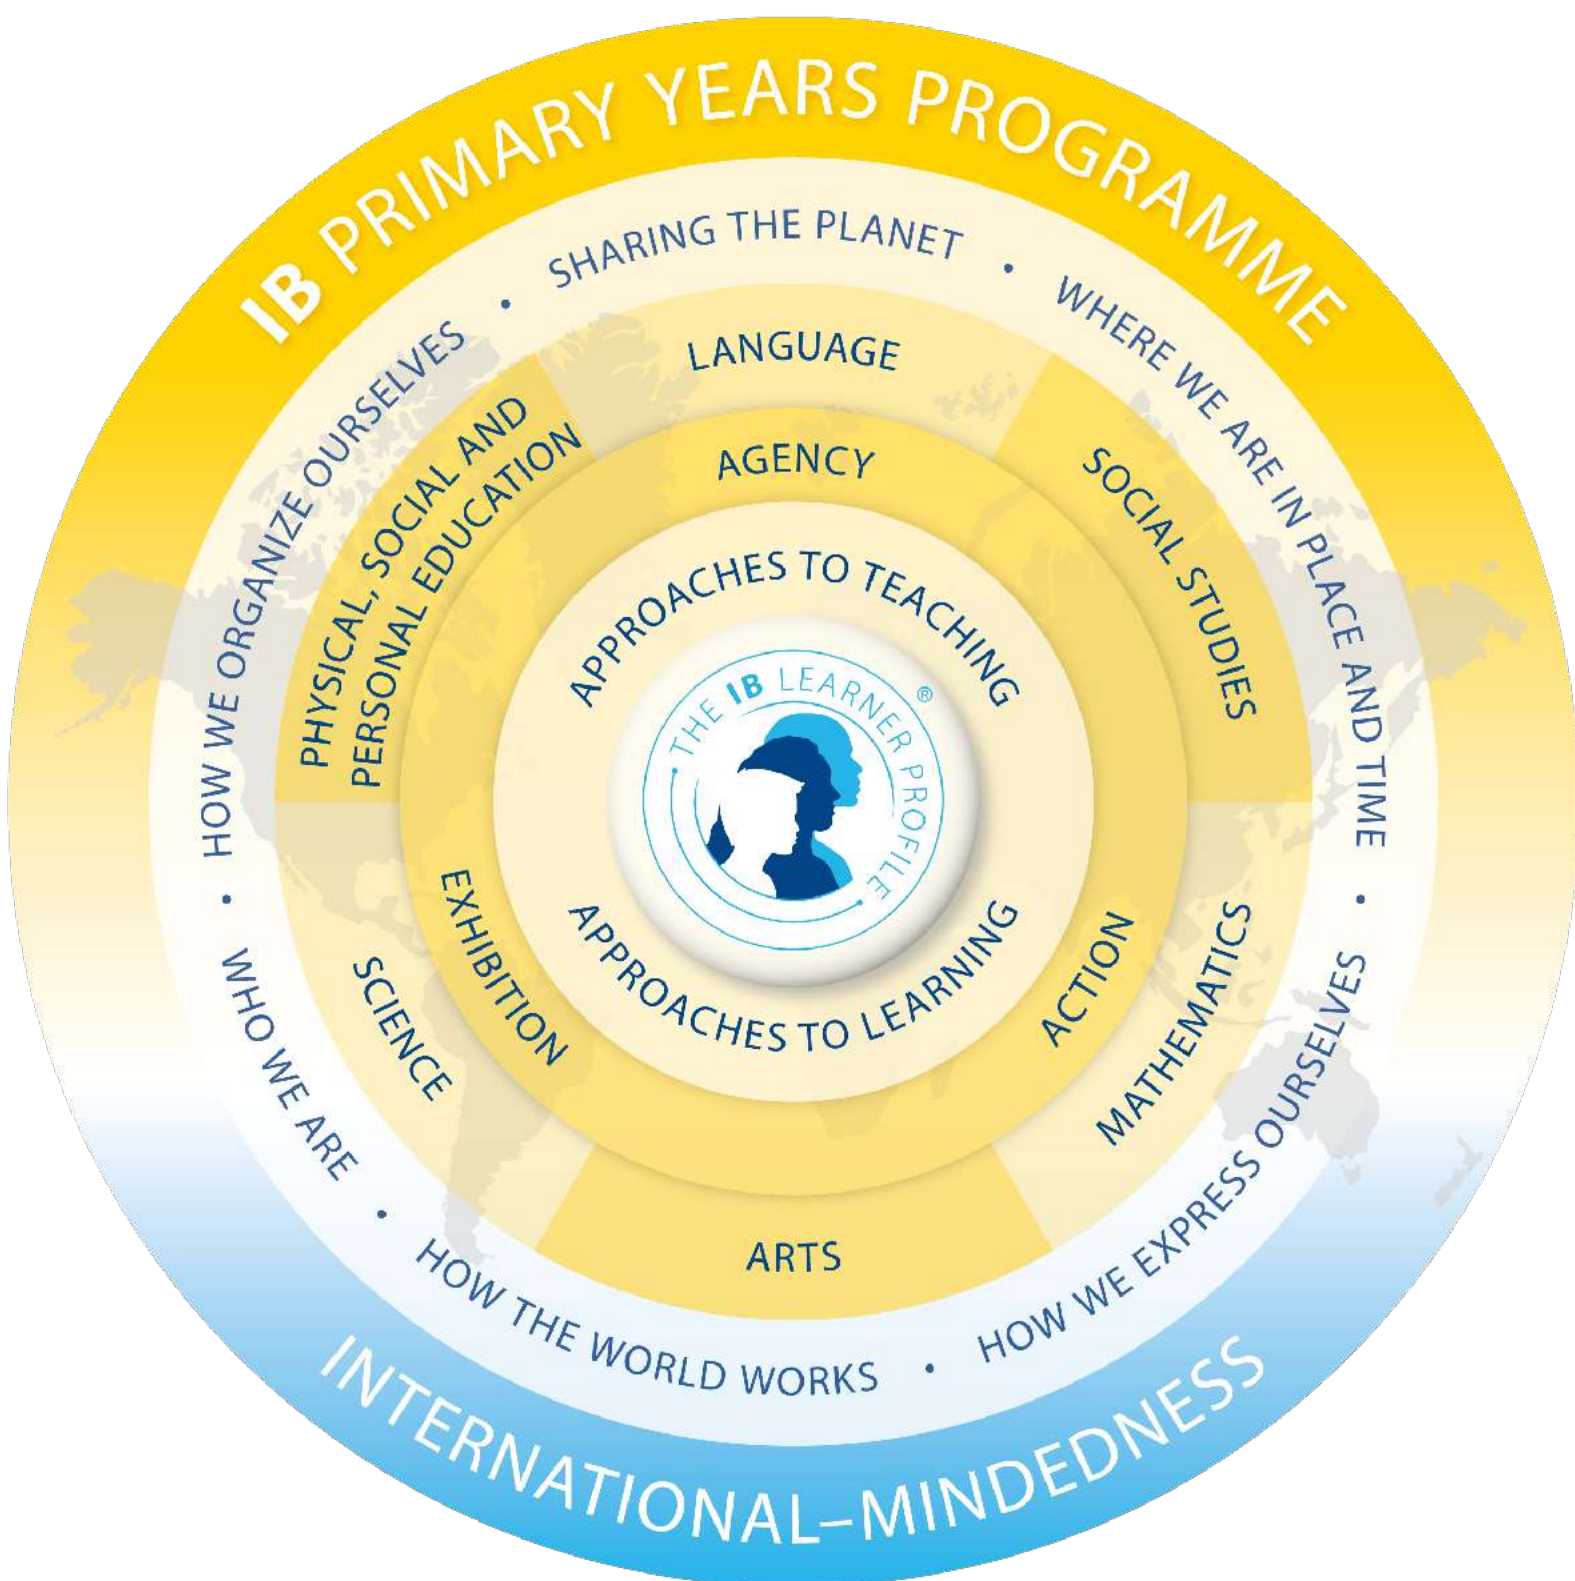 IB PRIMARY YEARS PROGRAMME
SHARING THE PLANET
•
WHERE WE ARE IN PLACE AND TIME
•
HOW WE EXPRESS OURSELVES
•
HOW THE WORLD WORKS
•
WHO WE ARE
•
HOW WE ORGANIZE OURSELVES
•
LANGUAGE
SOCIAL STUDIES
MATHEMATICS
ARTS
SCIENCE
PHYSICAL, SOCIAL AND
PERSONAL EDUCATION
AGENCY
ACTION
EXHIBITION
APPROACHES TO TEACHING
THE IB LEARNER PROFILE
®
APPROACHES TO LEARNING
INTERNATIONAL–MINDEDNESS